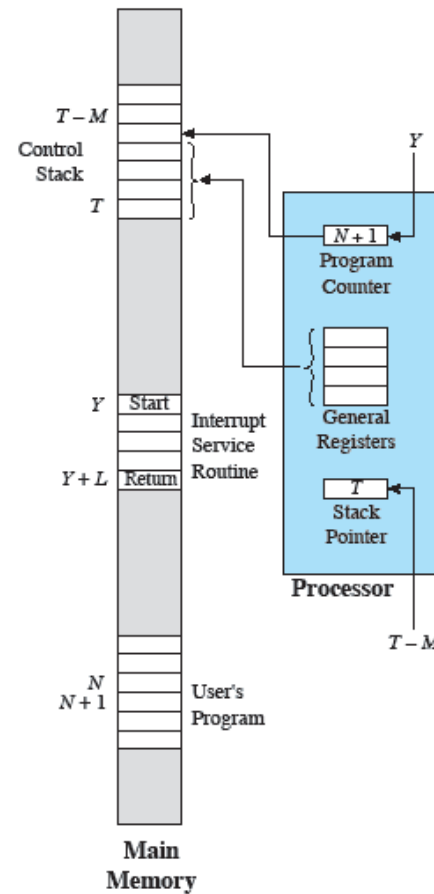 T – M
Control
Stack
T
Y
Start
Interrupt
Service
Routine
Y + L
Return
N
N + 1
User's
Program
Main
Memory
Y
N + 1
Program
Counter
General
Registers
T
Stack
Pointer
Processor
T – M